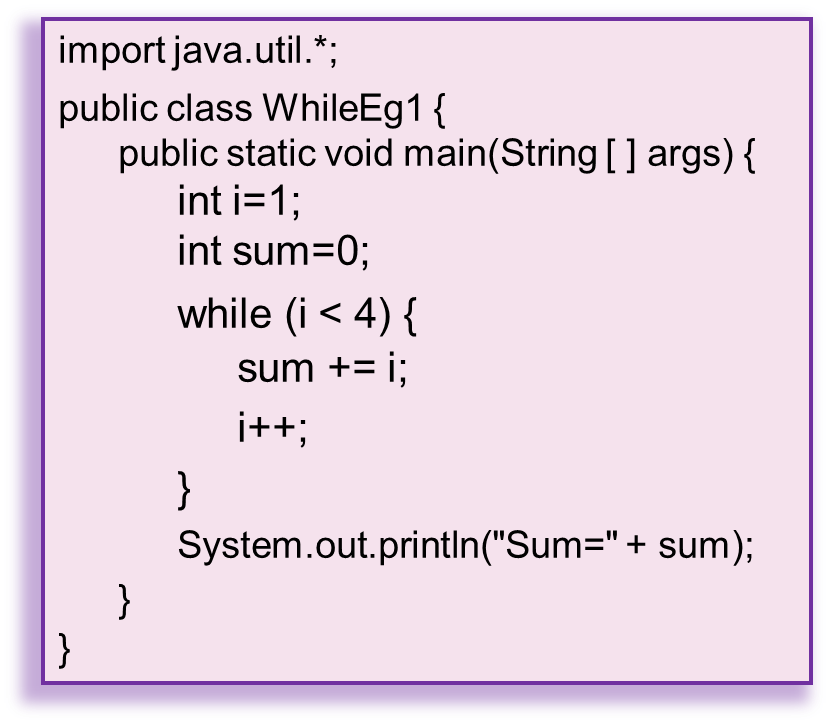 import java.util.*;
public class WhileEg1 {
public static void main(String [ ] args) {
int i=1;
int sum=0;
while (i < 4) {
sum += i;
i++;
}
System.out.println("Sum=" + sum);
}
}